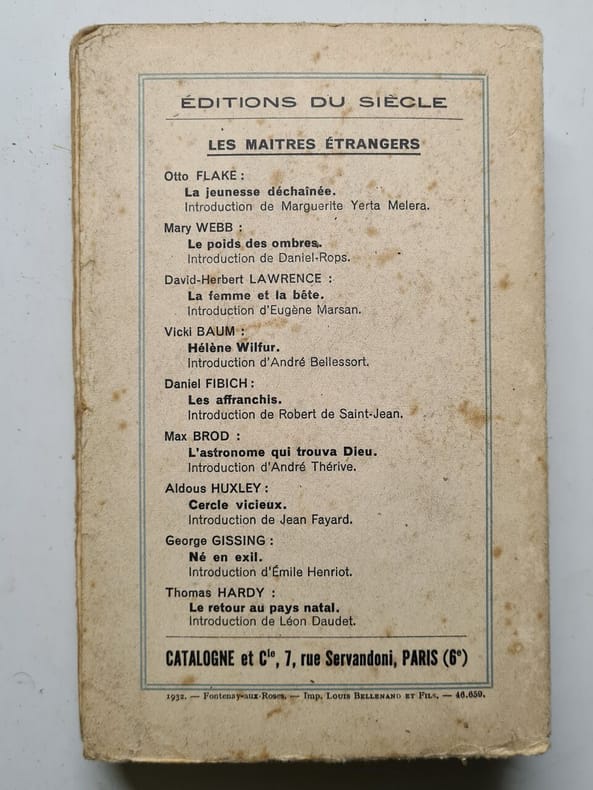 ÉDITIONS DU SIÈCLE
LES MAITRES ÉTRANGERS
Otto FLAKE :
La jeunesse déchaînée.
Introduction de Marguerite Yerta Melera.
Mary WEBB :
Le poids des ombres.
Introduction de Daniel-Rops.
David-Herbert LAWRENCE :
La femme et la bête.
Introduction d'Eugène Marsan.
Vicki BAUM :
Hélène Wilfur.
Introduction d'André Bellessort.
Daniel FIBICH :
Les affranchis.
Introduction de Robert de Saint-Jean.
Max BROD :
L'astronome qui trouva Dieu.
Introduction d'André Thérive.
Aldous HUXLEY :
Cercle vicieux.
Introduction de Jean Fayard.
George GISSING :
Né en exil.
Introduction d'Émile Henriot.
Thomas HARDY :
Le retour au pays natal.
Introduction de Léon Daudet.
CATALOGNE et Cie, 7, rue Servandoni, PARIS (6e)
1932. — Fontenay-aux-Roses. — Imp. LOUIS BELLENAND ET FILS. — 46.659.